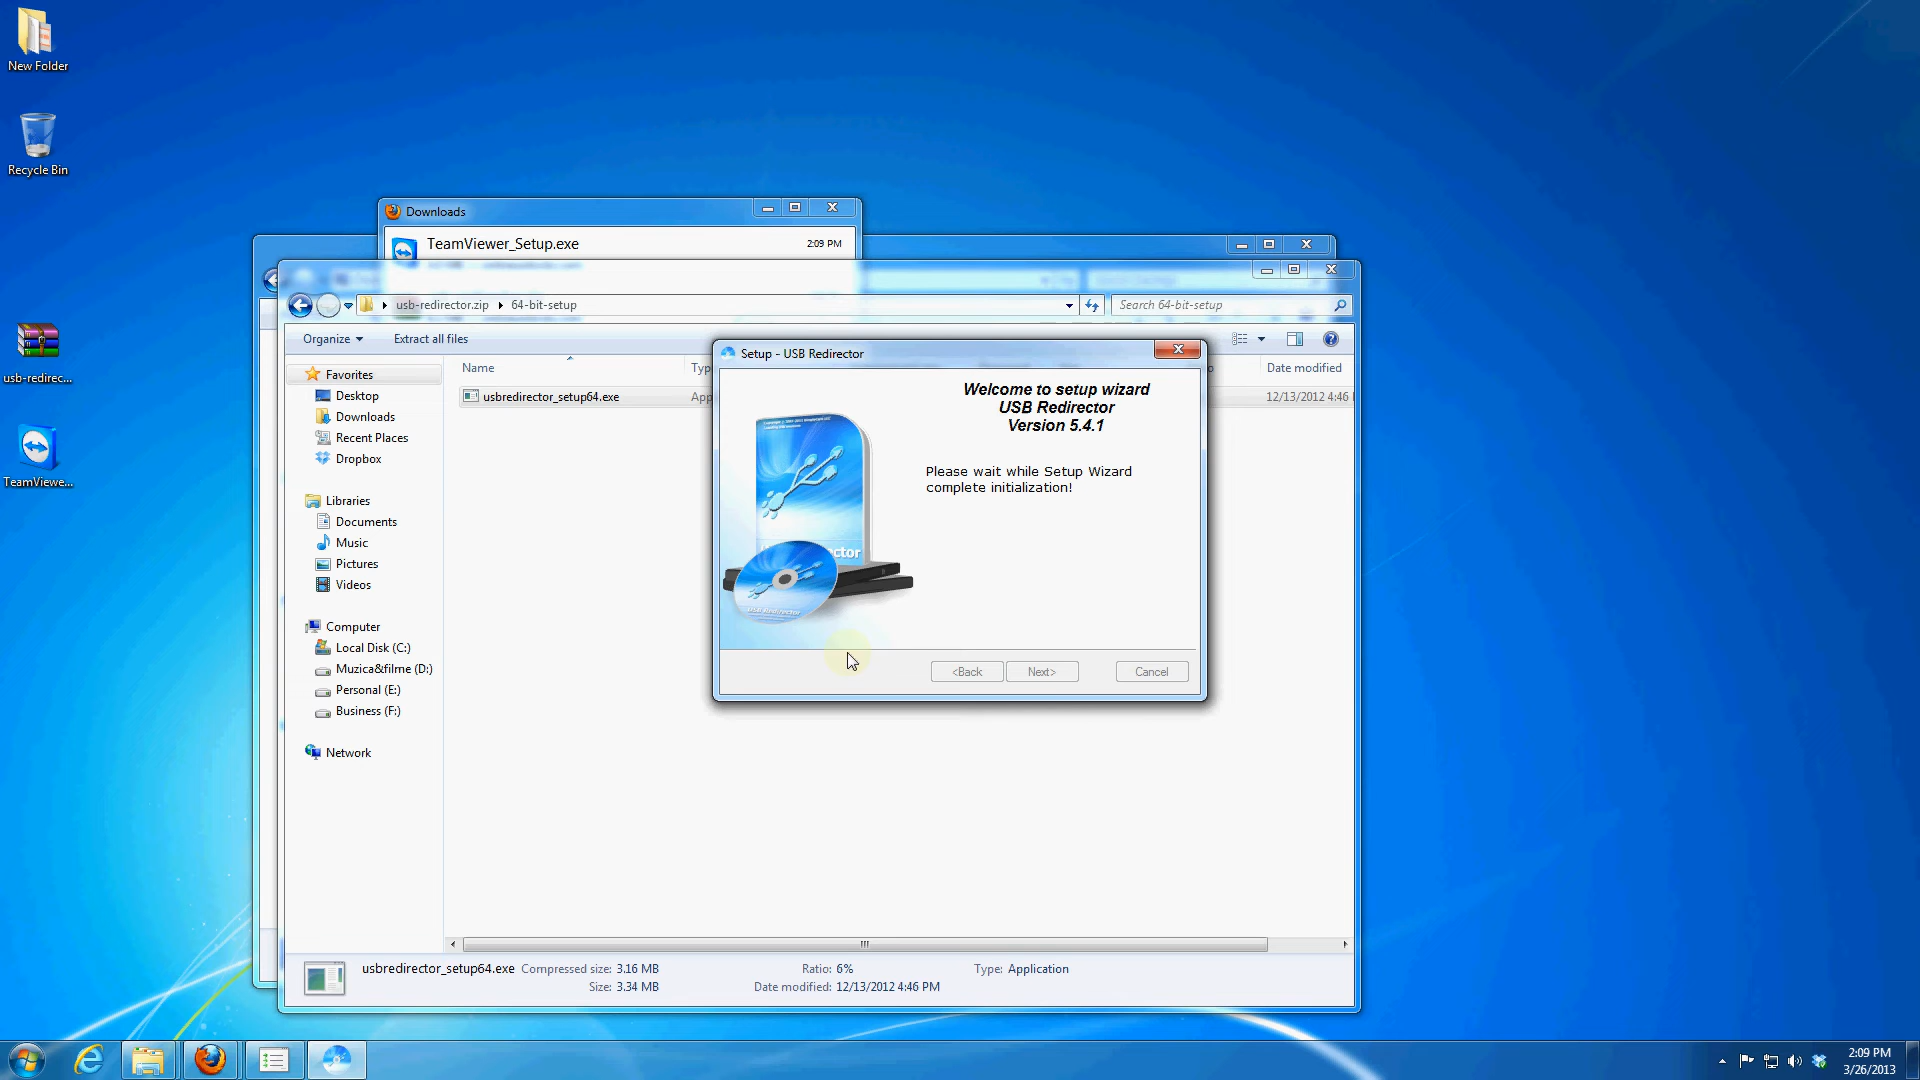 New Folder
Recycle Bin
usb-redirec...
TeamViewe...
Downloads
TeamViewer_Setup.exe
2:09 PM
usb-redirector.zip
64-bit-setup
Search 64-bit-setup
Organize
Extract all files
Favorites
Desktop
Downloads
Recent Places
Dropbox
Libraries
Documents
Music
Pictures
Videos
Computer
Local Disk (C:)
Muzica&filme (D:)
Personal (E:)
Business (F:)
Network
Name
Date modified
usbredirector_setup64.exe
12/13/2012 4:46
Setup - USB Redirector
Welcome to setup wizard
USB Redirector
Version 5.4.1
Please wait while Setup Wizard
complete initialization!
<Back
Next>
Cancel
usbredirector_setup64.exe Compressed size: 3.16 MB Ratio: 6% Type: Application
Size: 3.34 MB Date modified: 12/13/2012 4:46 PM
2:09 PM
3/26/2013